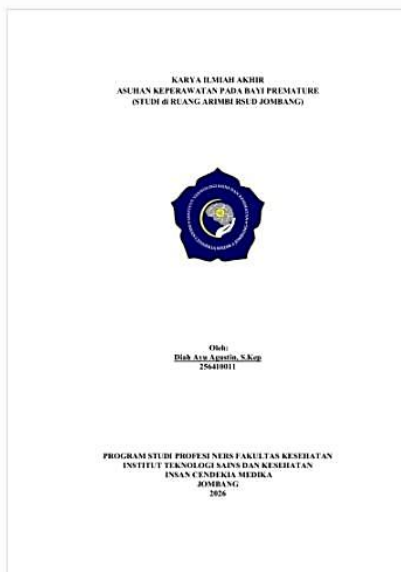 KARYA ILMIAH AKHIR
ASUHAN KEPERAWATAN PADA BAYI PREMATURE
(STUDI di RUANG ARIMBI RSUD JOMBANG)
Oleh:
Diah Ayu Agustin, S.Kep
256410011
PROGRAM STUDI PROFESI NERS FAKULTAS KESEHATAN
INSTITUT TEKNOLOGI SAINS DAN KESEHATAN
INSAN CENDEKIA MEDIKA
JOMBANG
2026